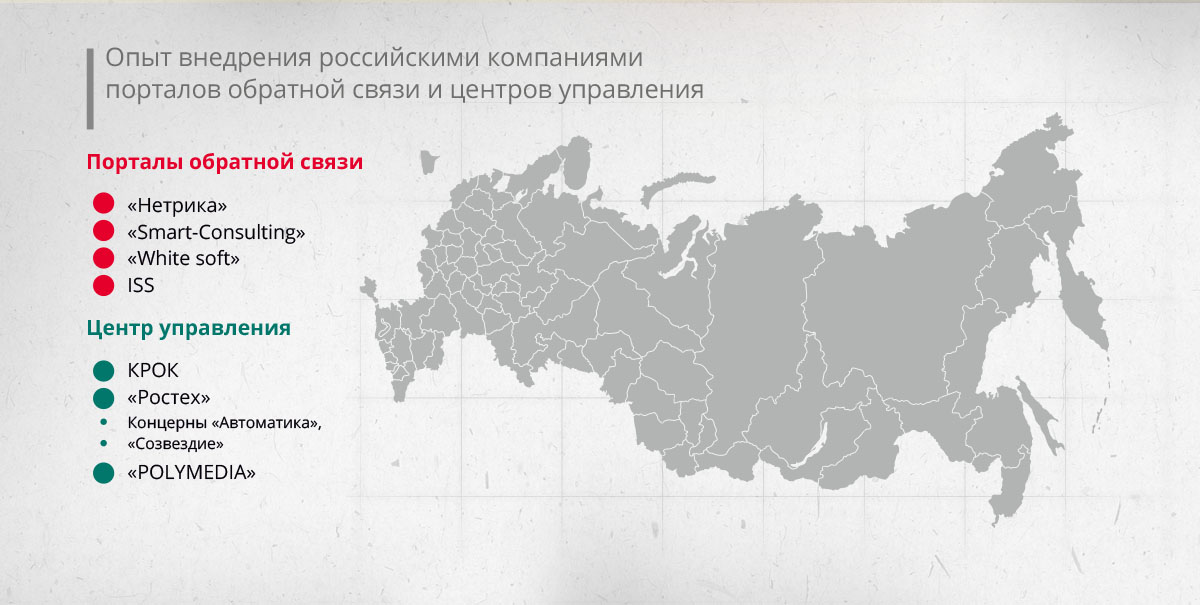 Опыт внедрения российскими компаниями
порталов обратной связи и центров управления
Порталы обратной связи
«Нетрика»
«Smart-Consulting»
«White soft»
ISS
Центр управления
КРОК
«Ростех»
Концерны «Автоматика»,
«Созвездие»
«POLYMEDIA»